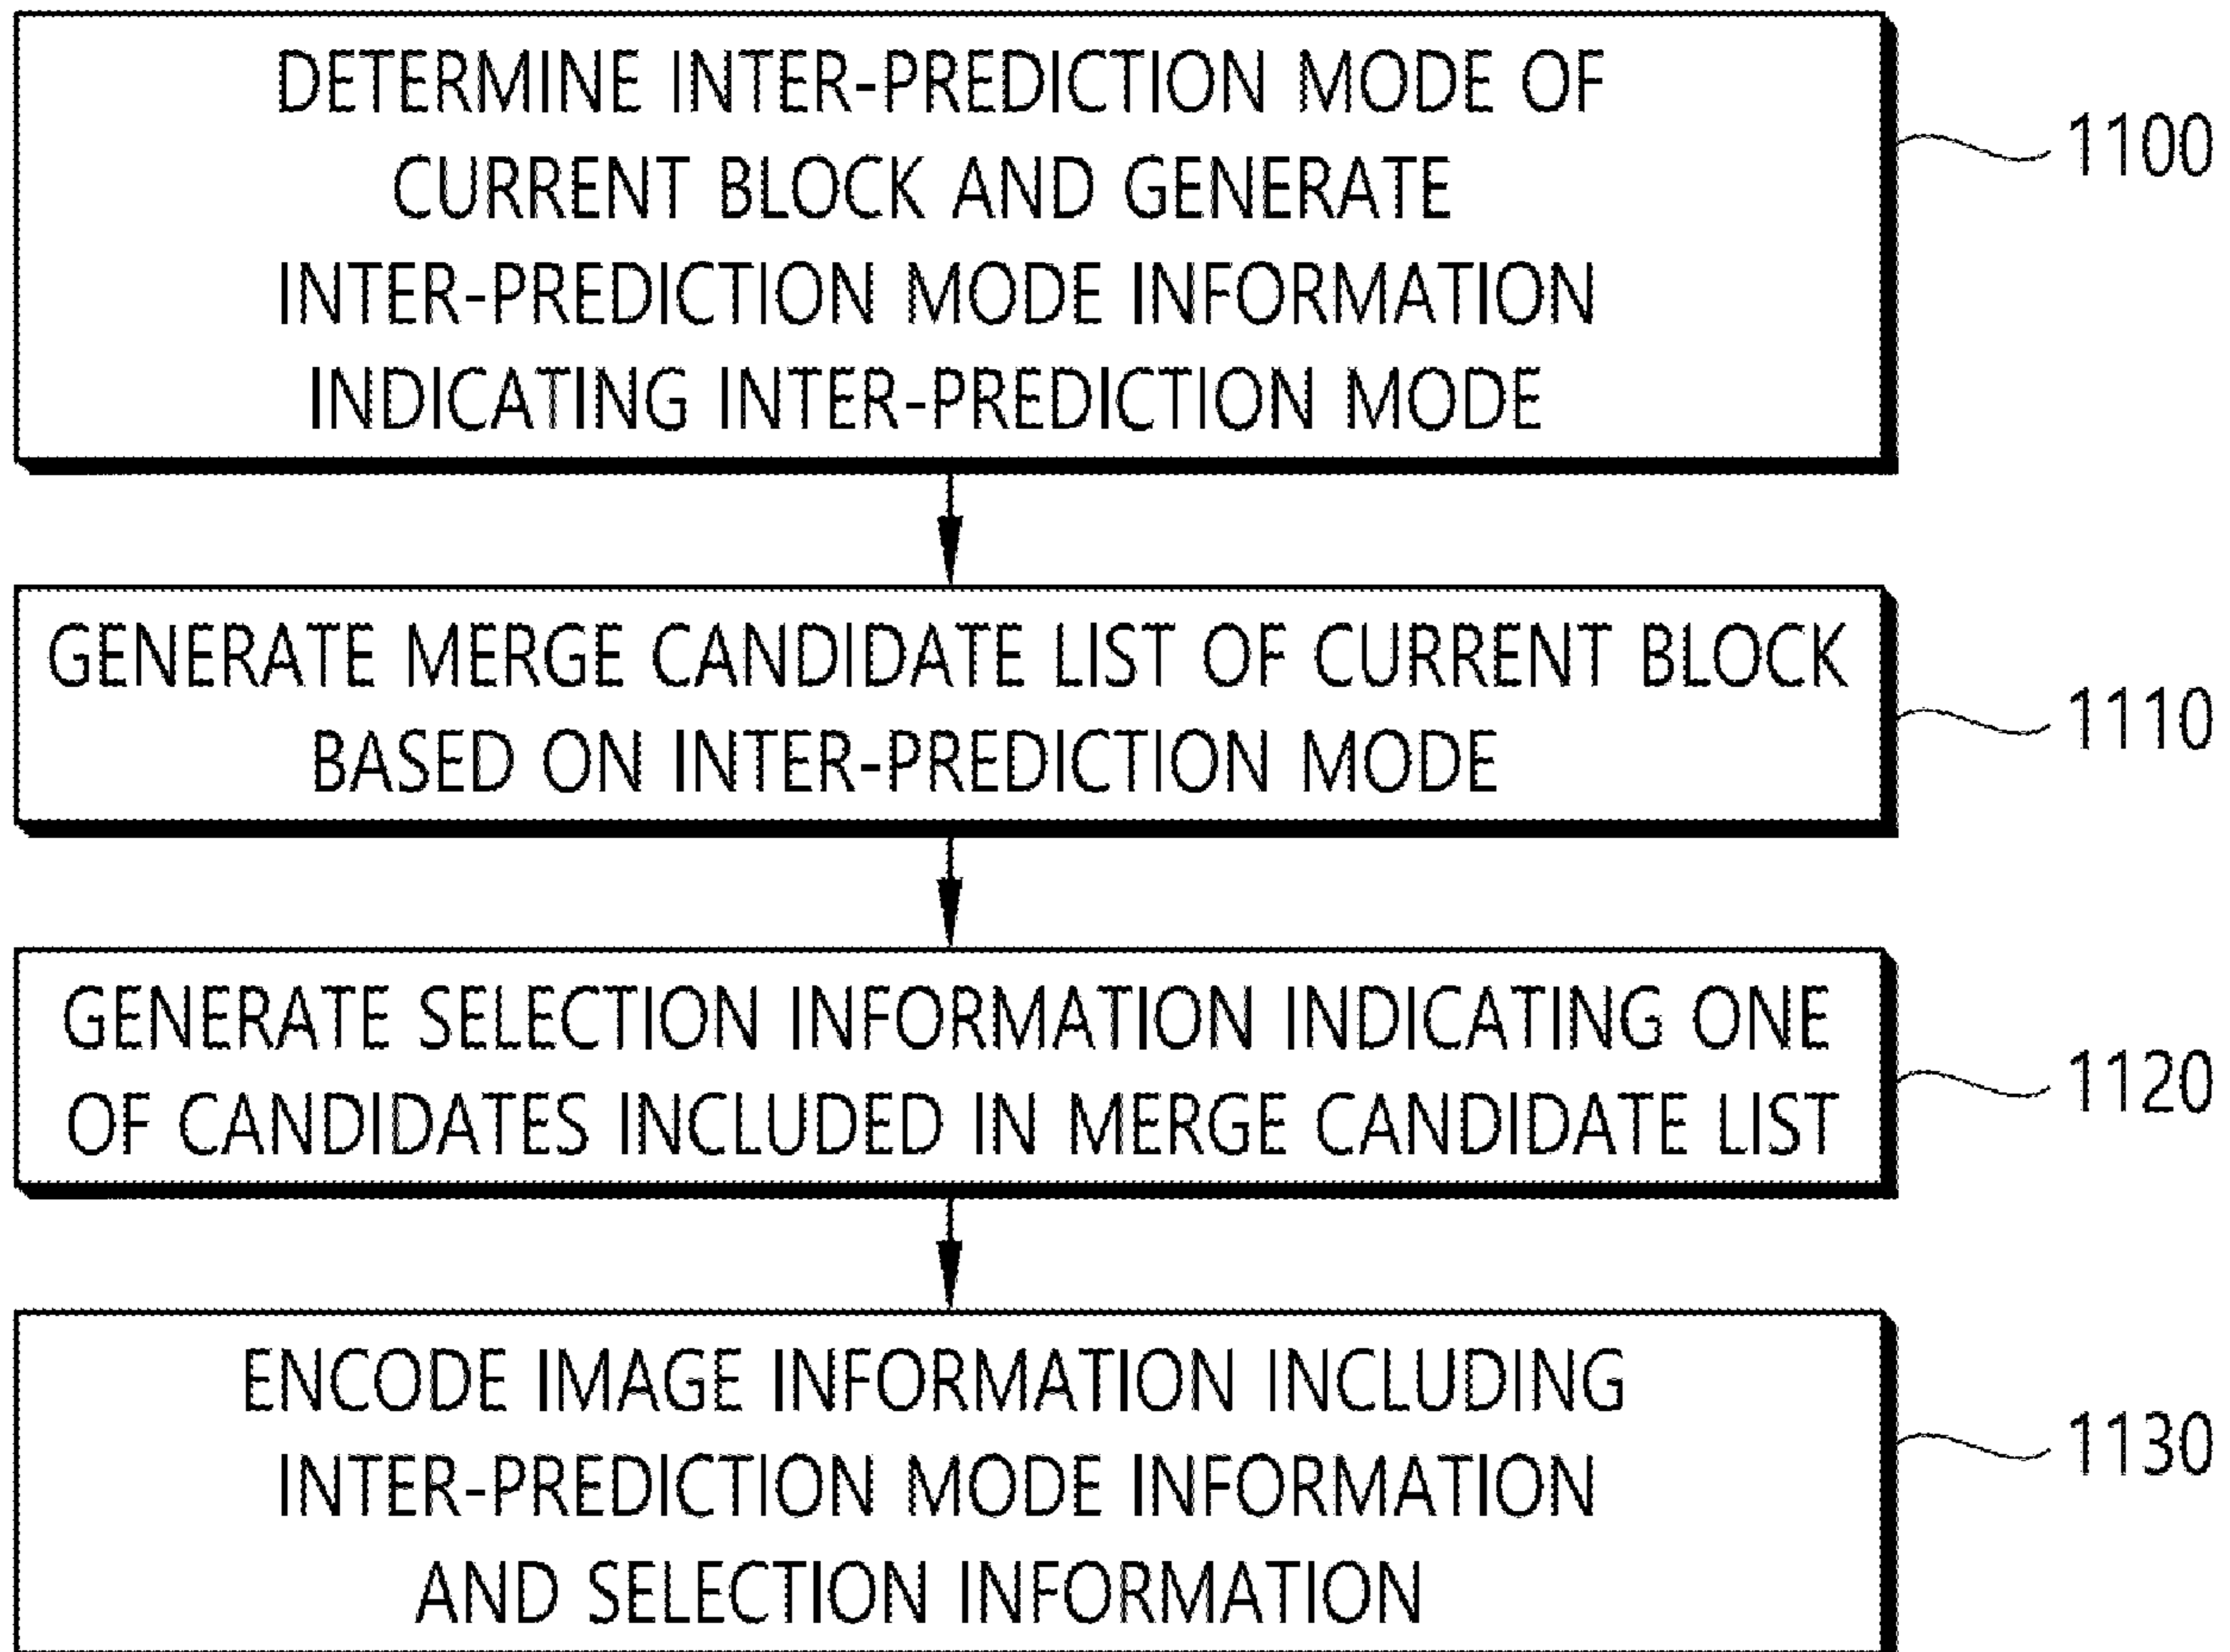 DETERMINE INTER-PREDICTION MODE OF
CURRENT BLOCK AND GENERATE
INTER-PREDICTION MODE INFORMATION
INDICATING INTER-PREDICTION MODE
1100
GENERATE MERGE CANDIDATE LIST OF CURRENT BLOCK
BASED ON INTER-PREDICTION MODE
1110
GENERATE SELECTION INFORMATION INDICATING ONE
OF CANDIDATES INCLUDED IN MERGE CANDIDATE LIST
1120
ENCODE IMAGE INFORMATION INCLUDING
INTER-PREDICTION MODE INFORMATION
AND SELECTION INFORMATION
1130